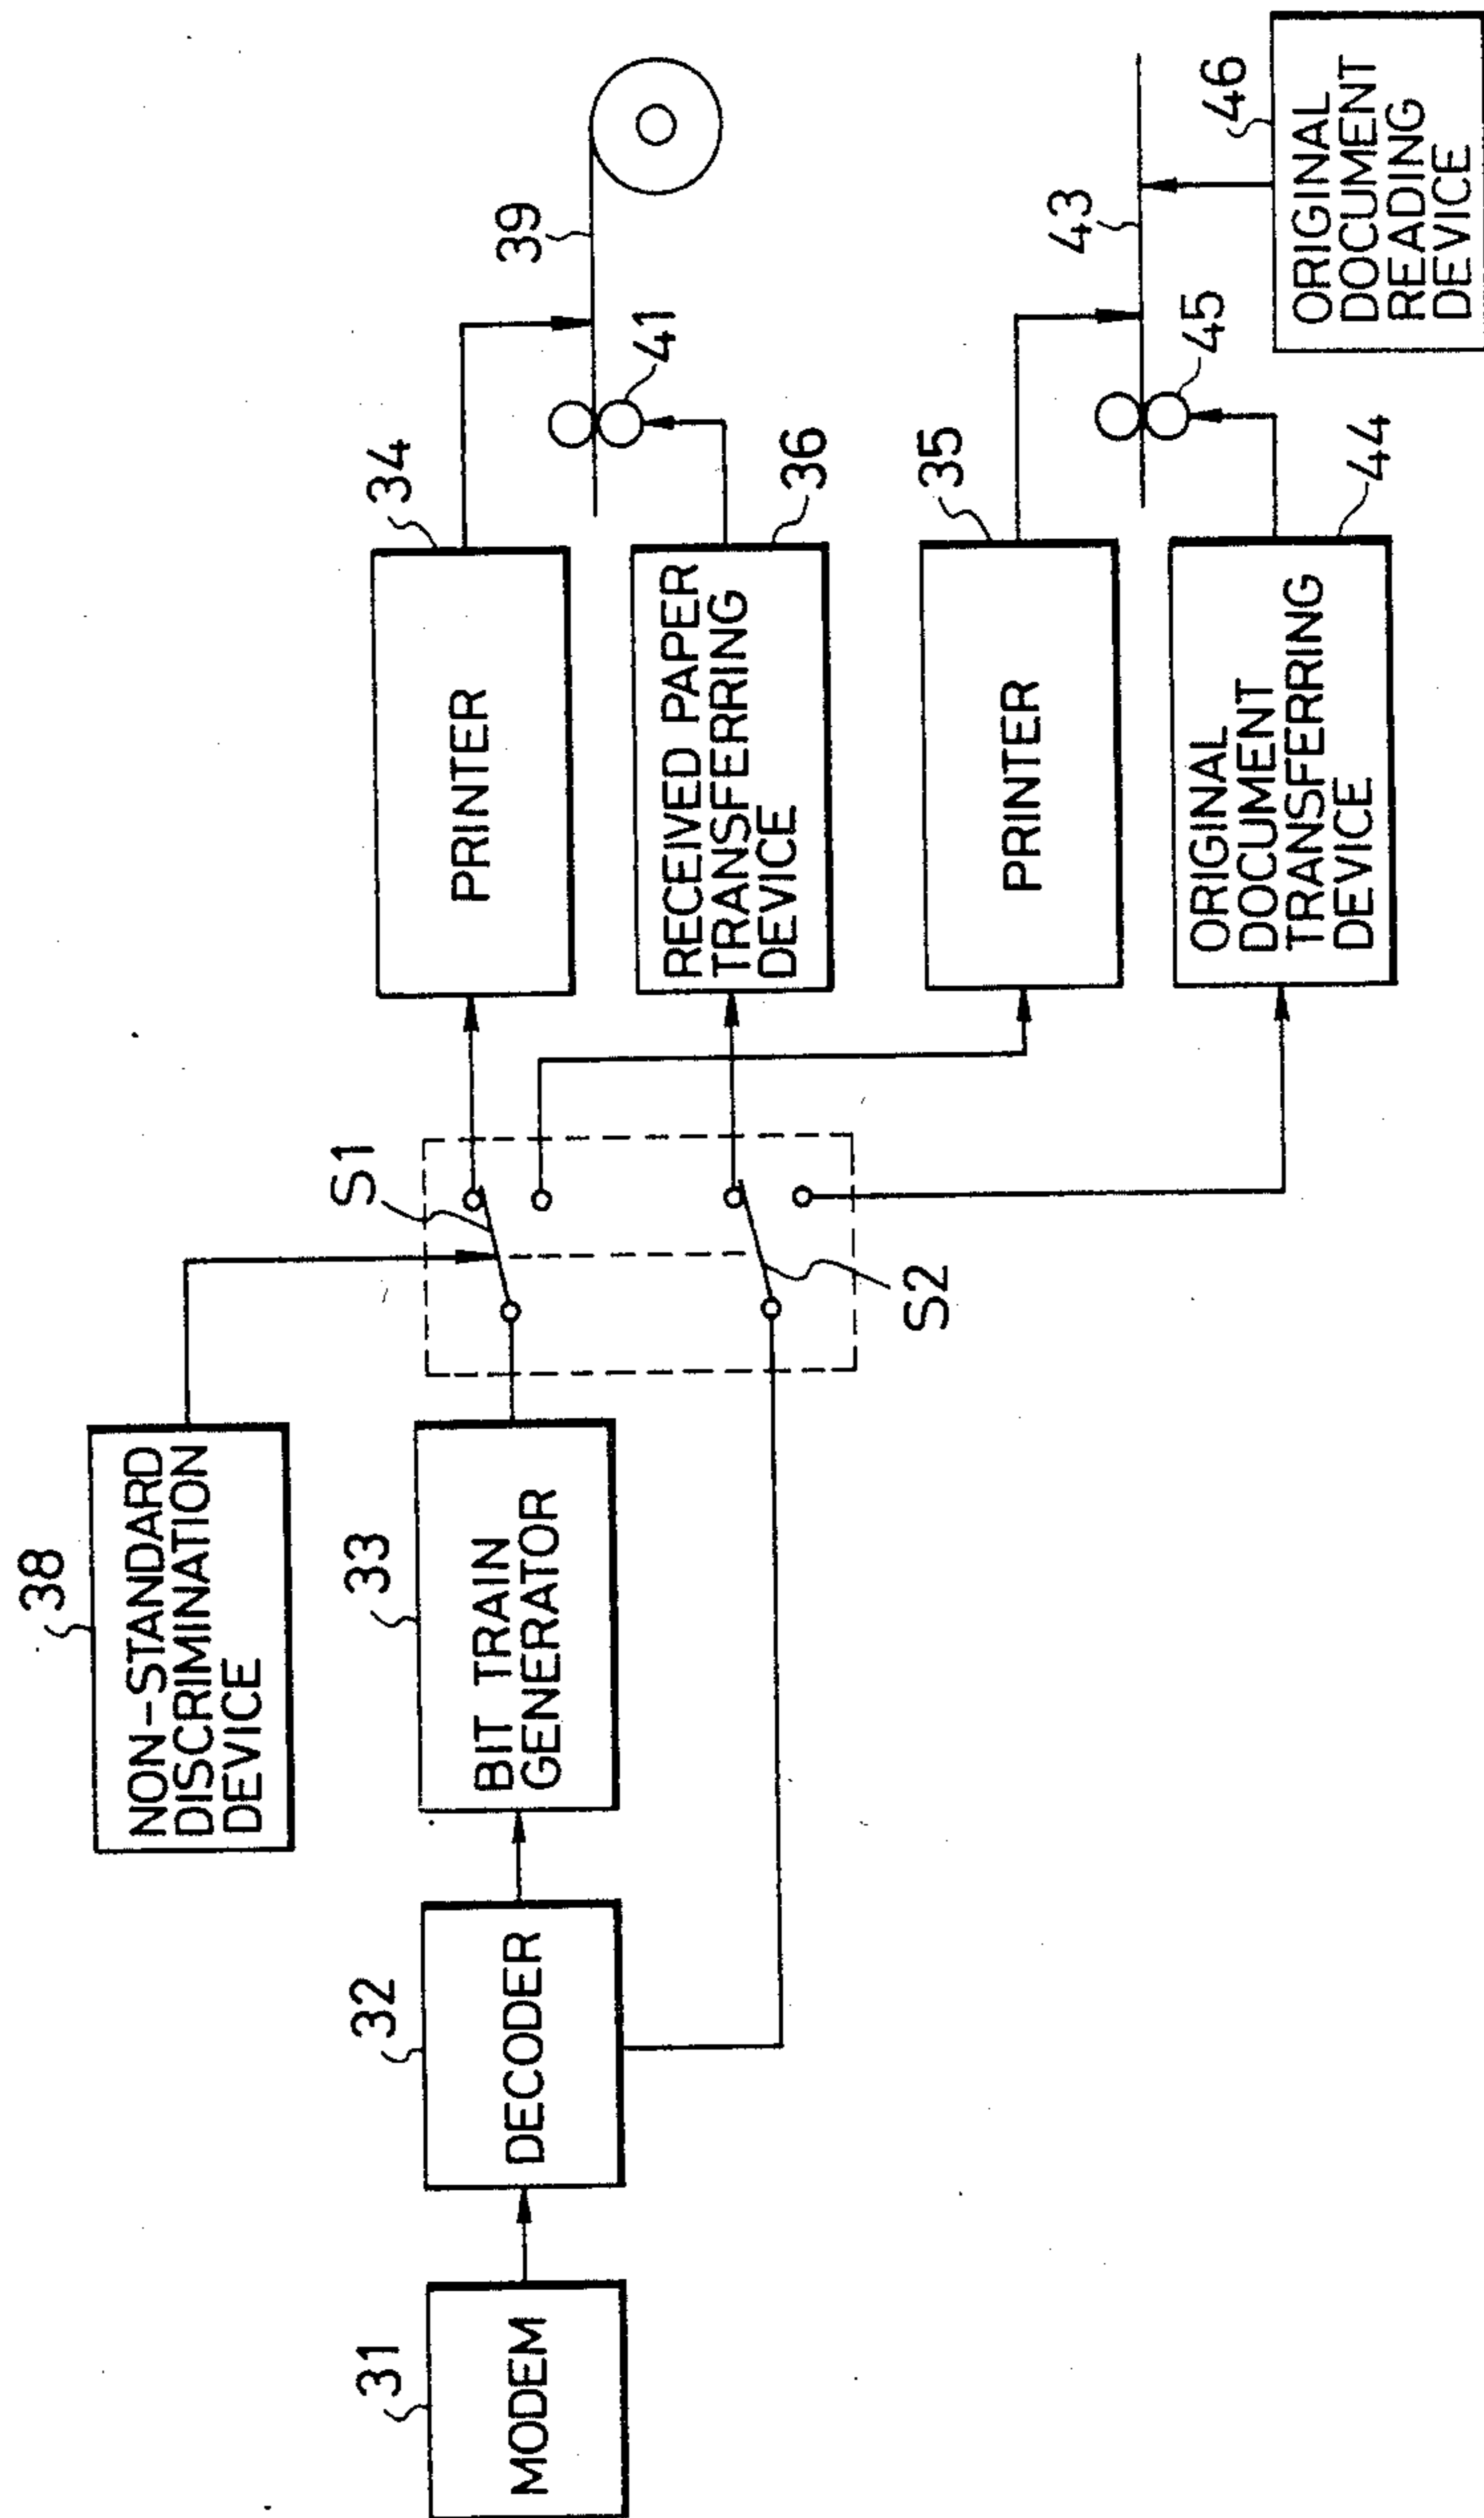 31
MODEM
32
DECODER
38
NON-STANDARD
DISCRIMINATION
DEVICE
33
BIT TRAIN
GENERATOR
S1
S2
34
PRINTER
36
RECEIVED PAPER
TRANSFERRING
DEVICE
35
PRINTER
44
ORIGINAL
DOCUMENT
TRANSFERRING
DEVICE
39
41
43
45
46
ORIGINAL
DOCUMENT
READING
DEVICE